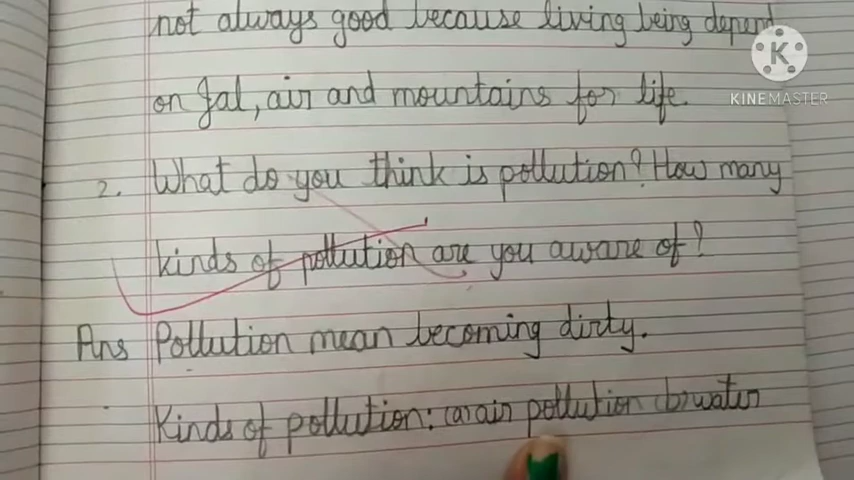 not always good because living being depend
on Jal, air and mountains for life.
2. What do you think is pollution? How many
kinds of pollution are you aware of?
Ans Pollution mean becoming dirty.
Kinds of pollution: (a) air pollution (b) water
K
KINEMASTER